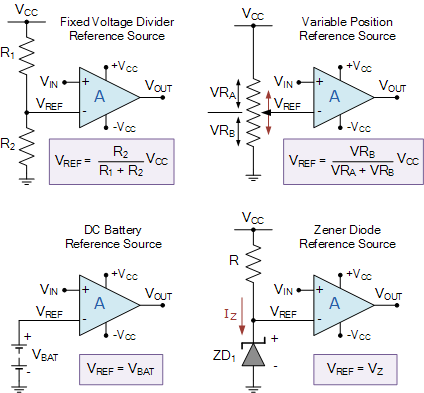 Fixed Voltage Divider
Reference Source
VCC
R1
VIN
+
+VCC
A
VOUT
VREF
-
-VCC
R2
VREF = R2 / R1 + R2 VCC
Variable Position
Reference Source
VCC
VRA
VIN
+
+VCC
A
VOUT
VREF
-
VRB
-VCC
VREF = VRB / VRA + VRB VCC
DC Battery
Reference Source
VIN
+
+VCC
A
VOUT
VREF
-
-VCC
+
VBAT
-
VREF = VBAT
Zener Diode
Reference Source
VCC
R
VIN
+
+VCC
A
VOUT
IZ
VREF
-
-VCC
+
ZD1
-
VREF = VZ